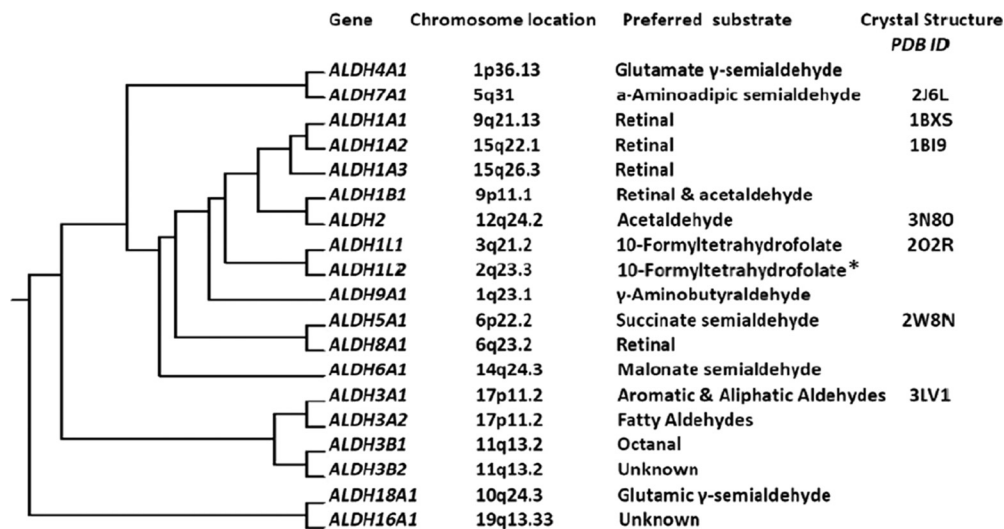 Gene Chromosome location Preferred substrate Crystal Structure
PDB ID
ALDH4A1 1p36.13 Glutamate γ-semialdehyde
ALDH7A1 5q31 a-Aminoadipic semialdehyde 2J6L
ALDH1A1 9q21.13 Retinal 1BXS
ALDH1A2 15q22.1 Retinal 1BI9
ALDH1A3 15q26.3 Retinal
ALDH1B1 9p11.1 Retinal & acetaldehyde
ALDH2 12q24.2 Acetaldehyde 3N80
ALDH1L1 3q21.2 10-Formyltetrahydrofolate 2O2R
ALDH1L2 2q23.3 10-Formyltetrahydrofolate*
ALDH9A1 1q23.1 γ-Aminobutyraldehyde
ALDH5A1 6p22.2 Succinate semialdehyde 2W8N
ALDH8A1 6q23.2 Retinal
ALDH6A1 14q24.3 Malonate semialdehyde
ALDH3A1 17p11.2 Aromatic & Aliphatic Aldehydes 3LV1
ALDH3A2 17p11.2 Fatty Aldehydes
ALDH3B1 11q13.2 Octanal
ALDH3B2 11q13.2 Unknown
ALDH18A1 10q24.3 Glutamic γ-semialdehyde
ALDH16A1 19q13.33 Unknown